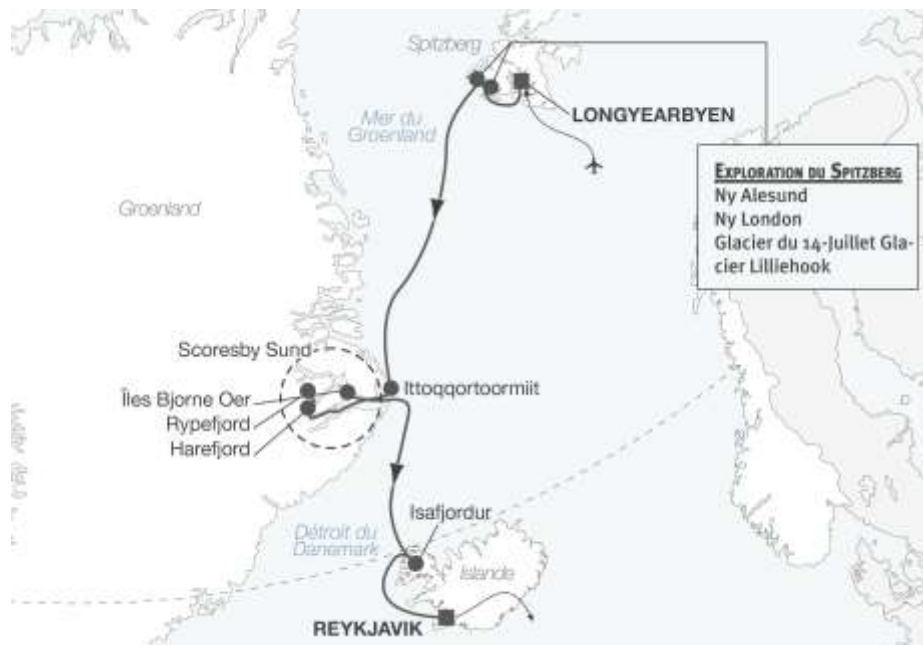 Spitzberg
LONGYEARBYEN
Mer du
Groenland
EXPLORATION DU SPITZBERG
Ny Alesund
Ny London
Glacier du 14-Juillet Gla-
cier Lilliehook
Groenland
Scoresby Sund
Ittoqqortoormiit
Îles Bjorne Oer
Rypefjord
Harefjord
Isafjordur
Détroit du
Danemark
Islande
REYKJAVIK